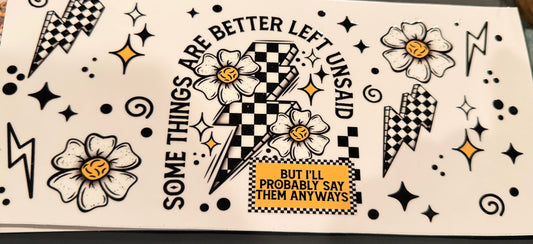 SOME THINGS ARE BETTER LEFT UNSAID
BUT I'LL
PROBABLY SAY
THEM ANYWAYS